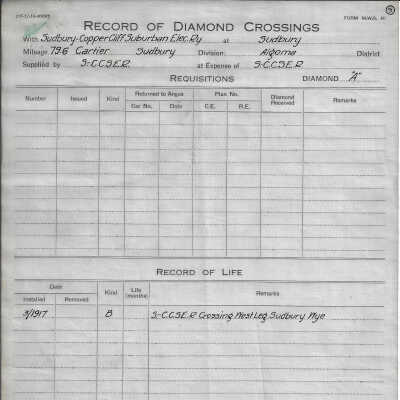 FORM M.W.S. 81
RECORD OF DIAMOND CROSSINGS
With Sudbury-Copper Cliff Suburban Elec. Ry at Sudbury
Mileage 79.6 Cartier Sudbury Division, Algoma District
Supplied by S-C C S E R at Expense of S-C C S E R
REQUISITIONS DIAMOND "A"
Number Issued Kind Returned to Angus Plan No. Diamond Received Remarks
Car No. Date C.E. R.E.
RECORD OF LIFE
Date Kind Life (months) Remarks
Installed Removed
3/1917 B S-C C S E R Crossing West Leg Sudbury Wye